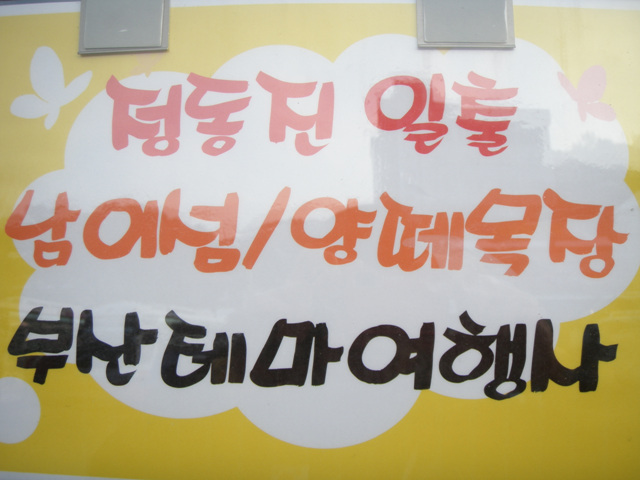 정동진 일출
남이섬/양떼목장
부산테마여행사